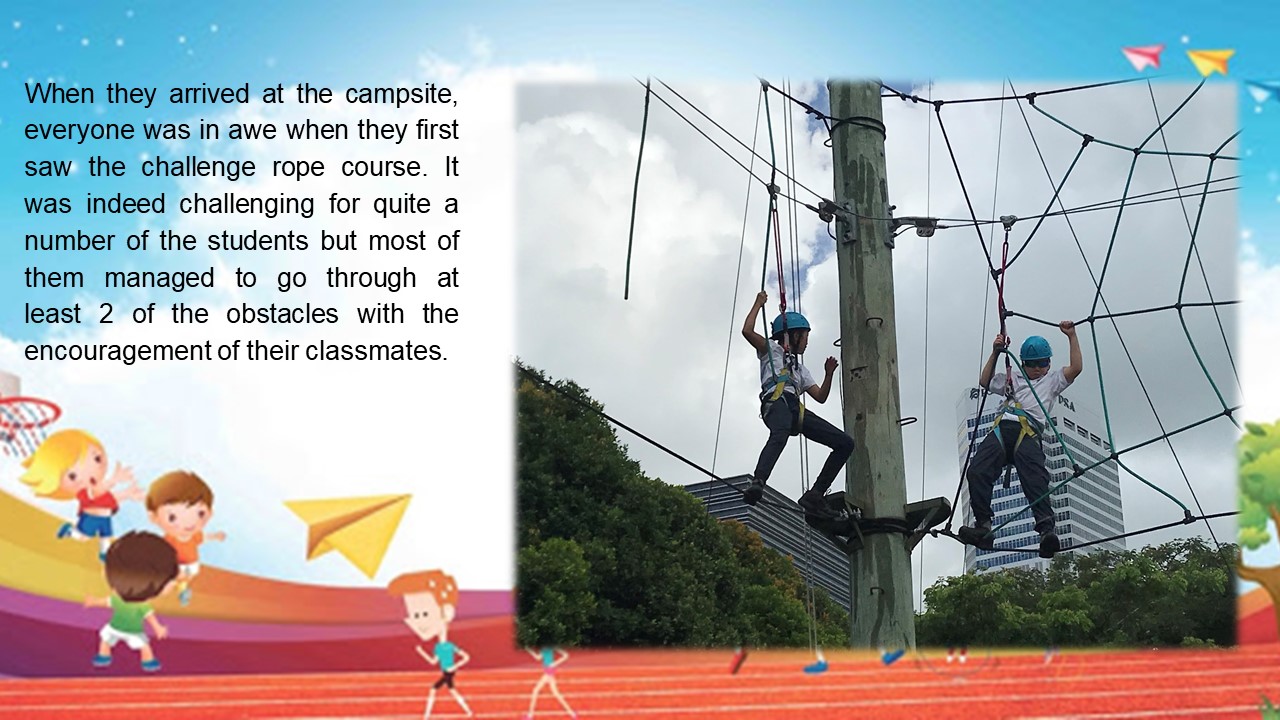 When they arrived at the campsite,
everyone was in awe when they first
saw the challenge rope course. It
was indeed challenging for quite a
number of the students but most of
them managed to go through at
least 2 of the obstacles with the
encouragement of their classmates.
PSA